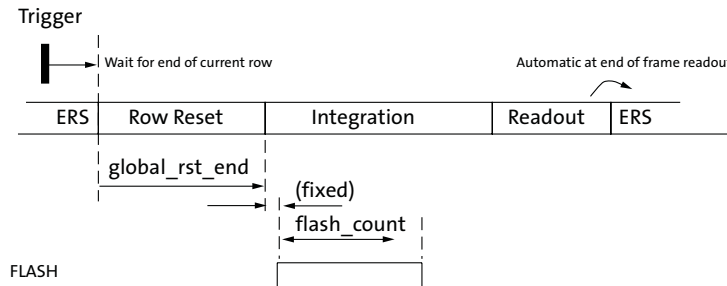 Trigger
Wait for end of current row
Automatic at end of frame readout
ERS Row Reset Integration Readout ERS
global_rst_end
(fixed)
flash_count
FLASH